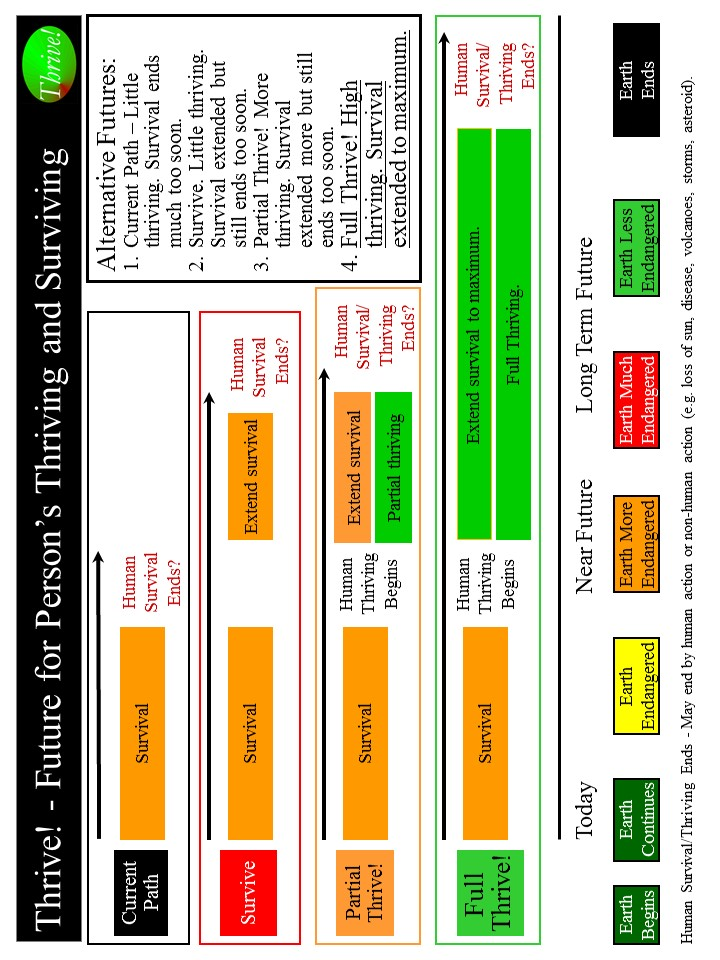 Thrive! - Future for Person's Thriving and Surviving
Thrive!
Alternative Futures:
1. Current Path – Little
thriving. Survival ends
much too soon.
2. Survive. Little thriving.
Survival extended but
still ends too soon.
3. Partial Thrive! More
thriving. Survival
extended more but still
ends too soon.
4. Full Thrive! High
thriving. Survival
extended to maximum.
Current
Path
Survival
Human
Survival
Ends?
Survive
Survival
Extend survival
Human
Survival
Ends?
Partial
Thrive!
Survival
Human
Thriving
Begins
Extend survival
Partial thriving
Human
Survival/
Thriving
Ends?
Full
Thrive!
Survival
Human
Thriving
Begins
Extend survival to maximum.
Full Thriving.
Human
Survival/
Thriving
Ends?
Today
Near Future
Long Term Future
Earth
Begins
Earth
Continues
Earth
Endangered
Earth More
Endangered
Earth Much
Endangered
Earth Less
Endangered
Earth
Ends
Human Survival/Thriving Ends - May end by human action or non-human action (e.g. loss of sun, disease, volcanoes, storms, asteroid).